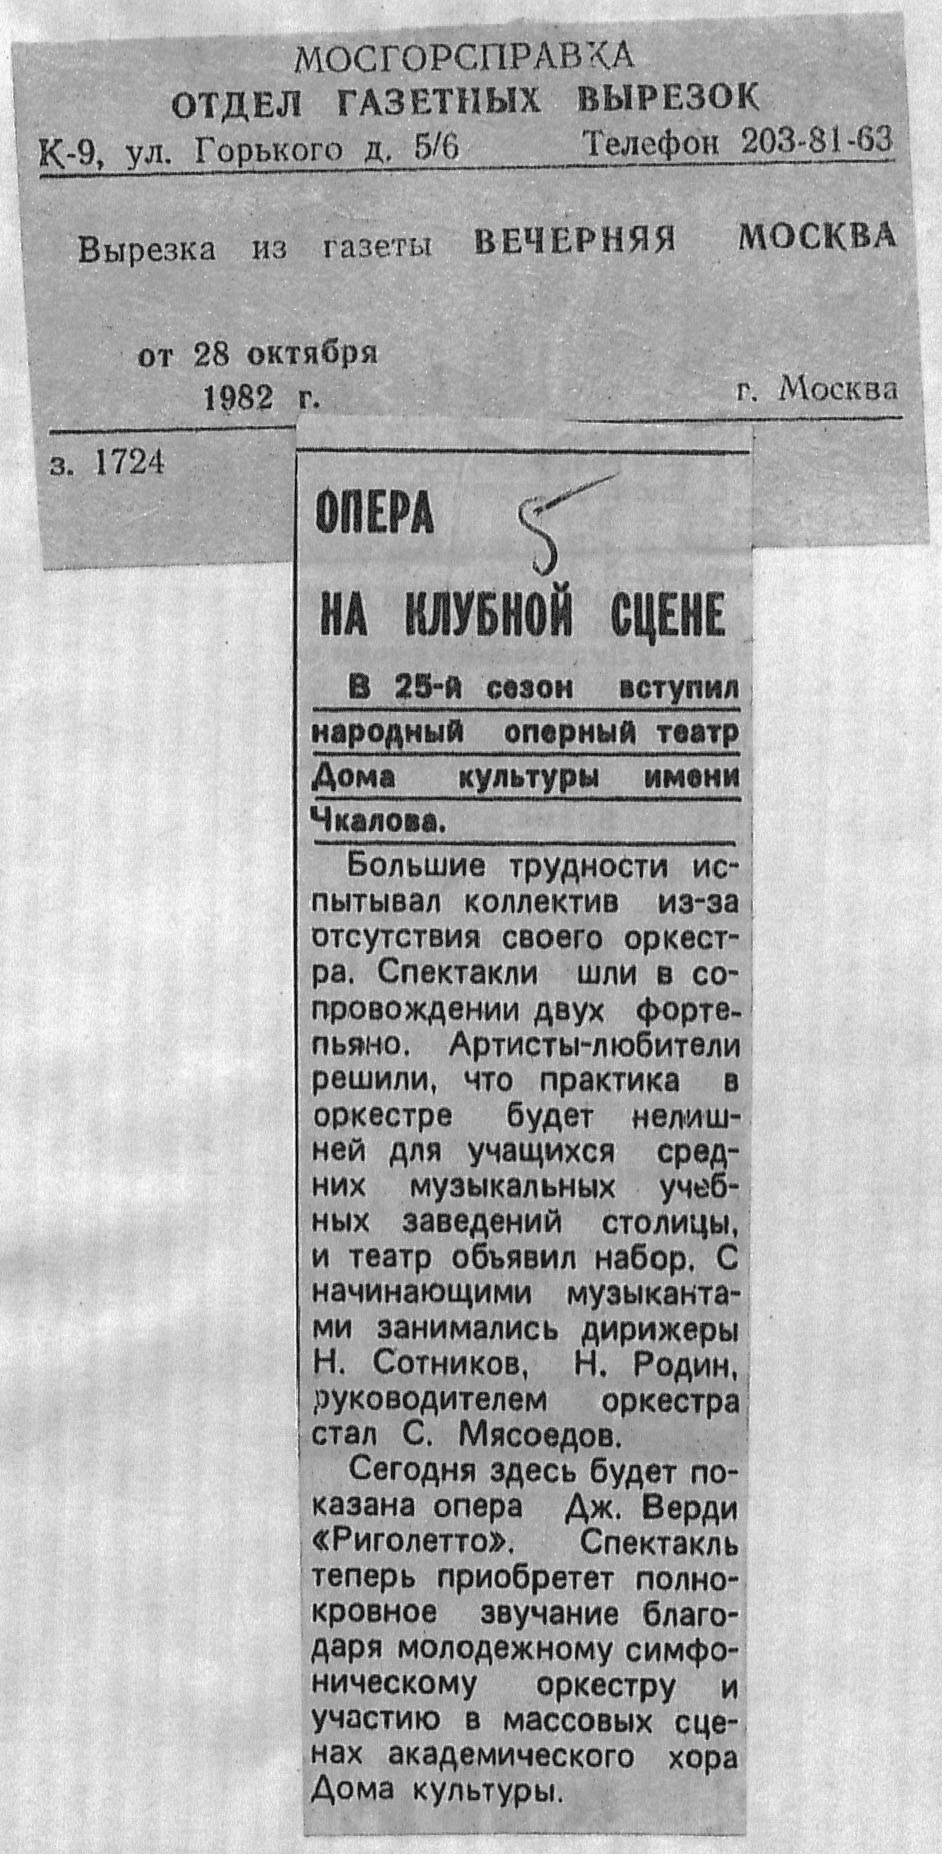 МОСГОРСПРАВКА
ОТДЕЛ ГАЗЕТНЫХ ВЫРЕЗОК
К-9, ул. Горького д. 5/6 Телефон 203-81-63
Вырезка из газеты ВЕЧЕРНЯЯ МОСКВА
от 28 октября
1982 г.
г. Москва
з. 1724
ОПЕРА
НА КЛУБНОЙ СЦЕНЕ
В 25-й сезон вступил
народный оперный театр
Дома культуры имени
Чкалова.
Большие трудности ис-
пытывал коллектив из-за
отсутствия своего оркест-
ра. Спектакли шли в со-
провождении двух форте-
пьяно. Артисты-любители
решили, что практика в
оркестре будет нелиш-
ней для учащихся сред-
них музыкальных учеб-
ных заведений столицы,
и театр объявил набор. С
начинающими музыканта-
ми занимались дирижеры
Н. Сотников, Н. Родин,
руководителем оркестра
стал С. Мясоедов.
Сегодня здесь будет по-
казана опера Дж. Верди
«Риголетто». Спектакль
теперь приобретет полно-
кровное звучание благо-
даря молодежному симфо-
ническому оркестру и
участию в массовых сце-
нах академического хора
Дома культуры.